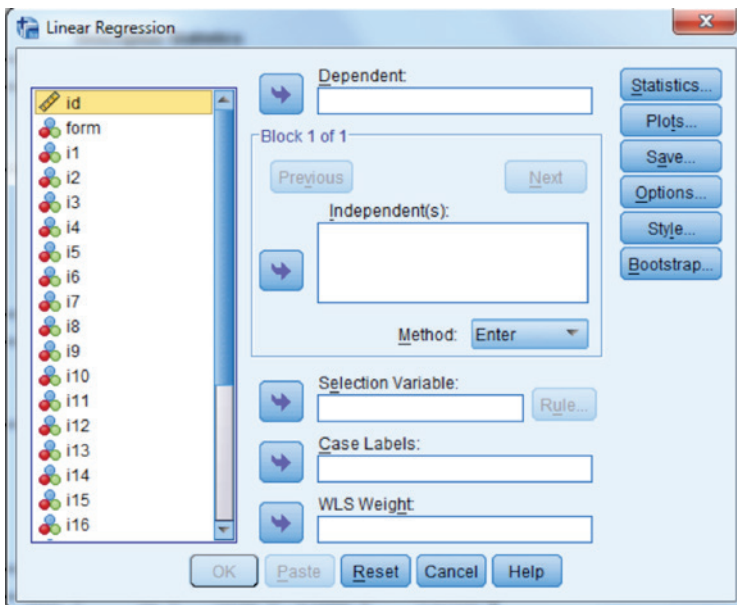 Linear Regression
id
form
i1
i2
i3
i4
i5
i6
i7
i8
i9
i10
i11
i12
i13
i14
i15
i16
Dependent:
Block 1 of 1
Previous Next
Independent(s):
Method: Enter
Selection Variable:
Rule...
Case Labels:
WLS Weight:
Statistics...
Plots...
Save...
Options...
Style...
Bootstrap...
OK Paste Reset Cancel Help